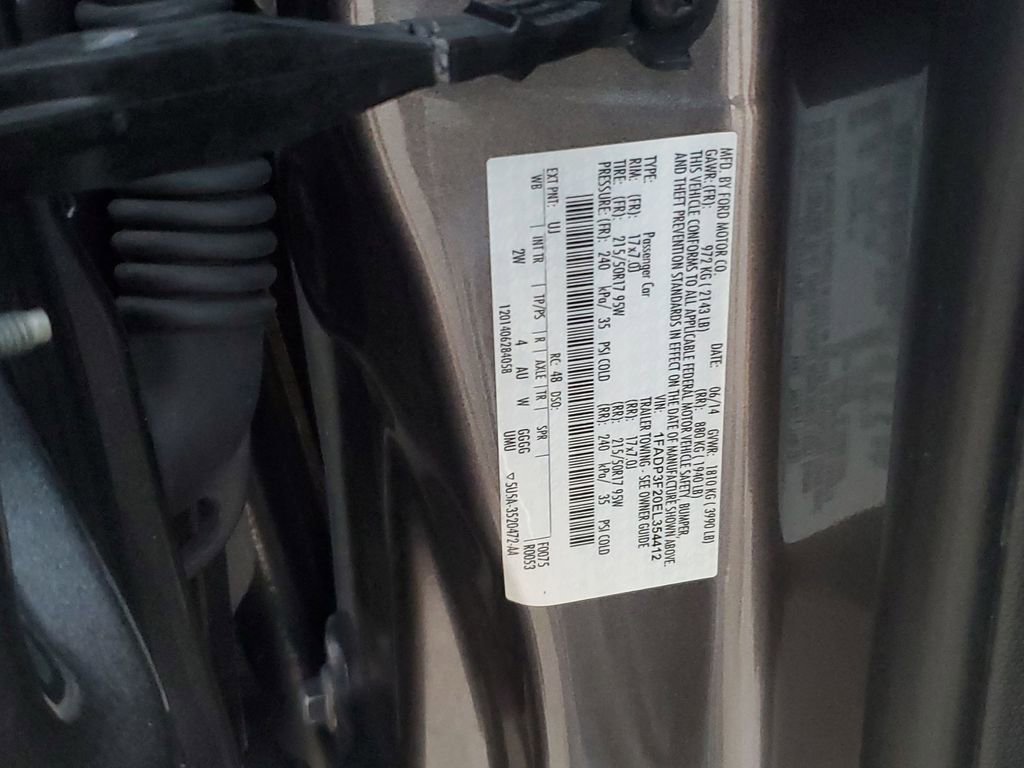 MFD. BY FORD MOTOR CO.
DATE: 06/14 GVWR: 1810 KG ( 3990 LB)
GAWR: (FR): 972 KG ( 2143 LB) (RR): 880 KG ( 1940 LB)
THIS VEHICLE CONFORMS TO ALL APPLICABLE FEDERAL MOTOR VEHICLE SAFETY, BUMPER,
AND THEFT PREVENTION STANDARDS IN EFFECT ON THE DATE OF MANUFACTURE SHOWN ABOVE.
VIN: 1FADP3F20EL354412
TYPE: Passenger Car TRAILER TOWING - SEE OWNER GUIDE
RIM: (FR): 17x7.0J (RR): 17x7.0J
TIRE: (FR): 215/50R17 95W (RR): 215/50R17 95W
PRESSURE: (FR): 240 kPa/ 35 PSI COLD (RR): 240 kPa/ 35 PSI COLD
EXT PNT: UJ RC: 48 DSO: F0075
WB INT TR TP/PS R AXLE TR SPR R0053
2W 4 AU W GGGG
UMU
1201406284058 5U5A-3520472-AA